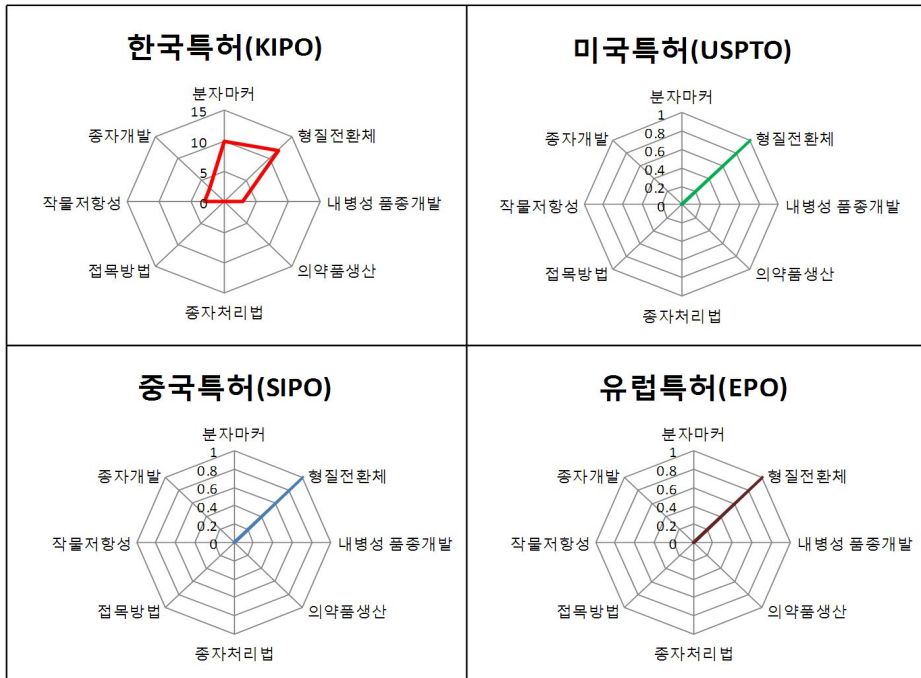 한국특허(KIPO)
분자마커
15
종자개발
형질전환체
10
5
작물저항성
0
내병성 품종개발
접목방법
의약품생산
종자처리법
미국특허(USPTO)
분자마커
1
종자개발
0.8
형질전환체
0.6
0.4
0.2
작물저항성
0
내병성 품종개발
접목방법
의약품생산
종자처리법
중국특허(SIPO)
분자마커
1
종자개발
0.8
형질전환체
0.6
0.4
0.2
작물저항성
0
내병성 품종개발
접목방법
의약품생산
종자처리법
유럽특허(EPO)
분자마커
1
종자개발
0.8
형질전환체
0.6
0.4
0.2
작물저항성
0
내병성 품종개발
접목방법
의약품생산
종자처리법